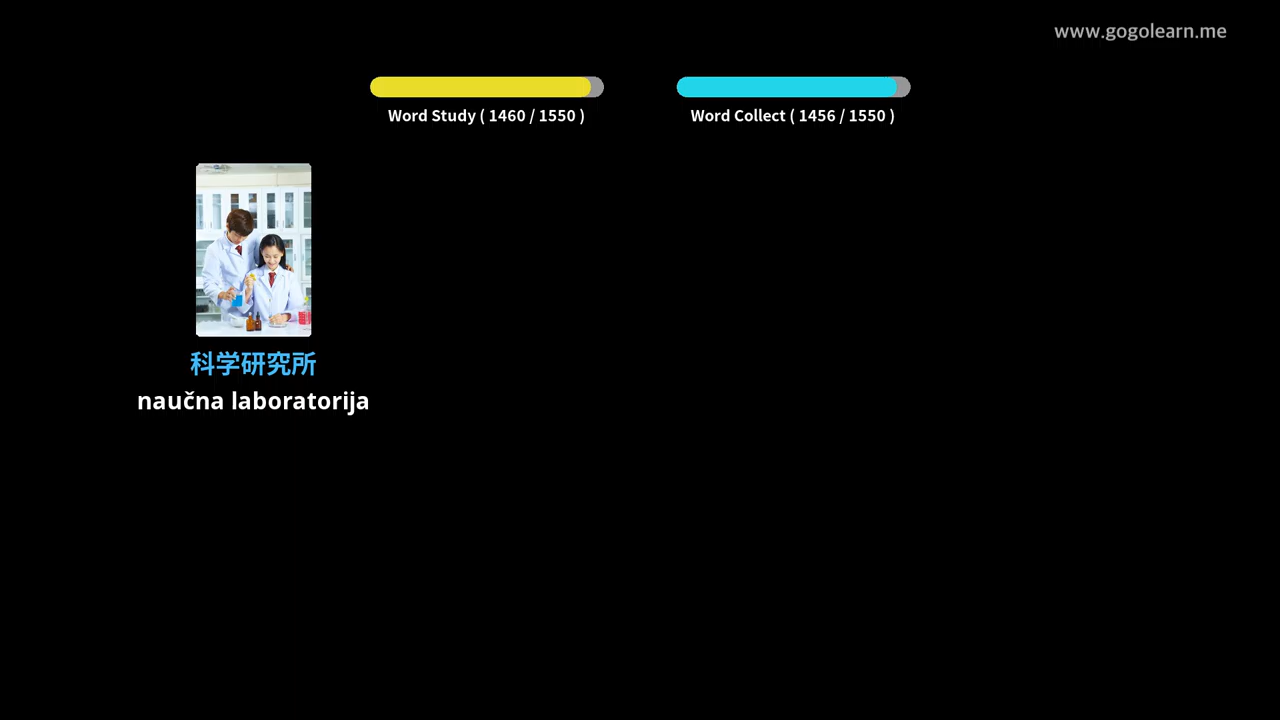 www.gogolearn.me
Word Study ( 1460 / 1550 )
Word Collect ( 1456 / 1550 )
科学研究所
naučna laboratorija